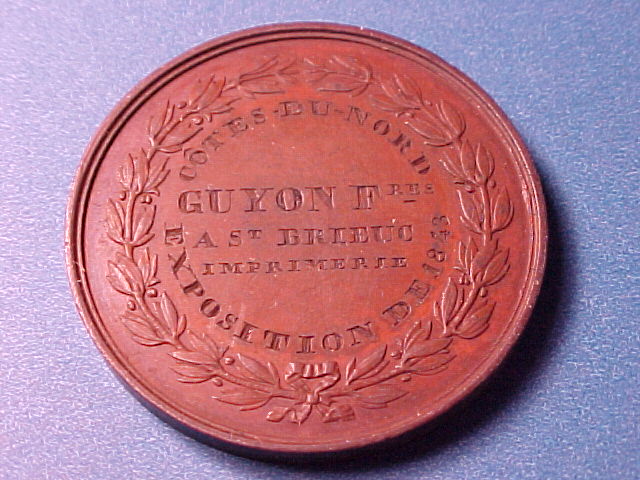 CÔTES-DU-NORD
GUYON Fres
A St BRIEUC
IMPRIMERIE
EXPOSITION DE 1843